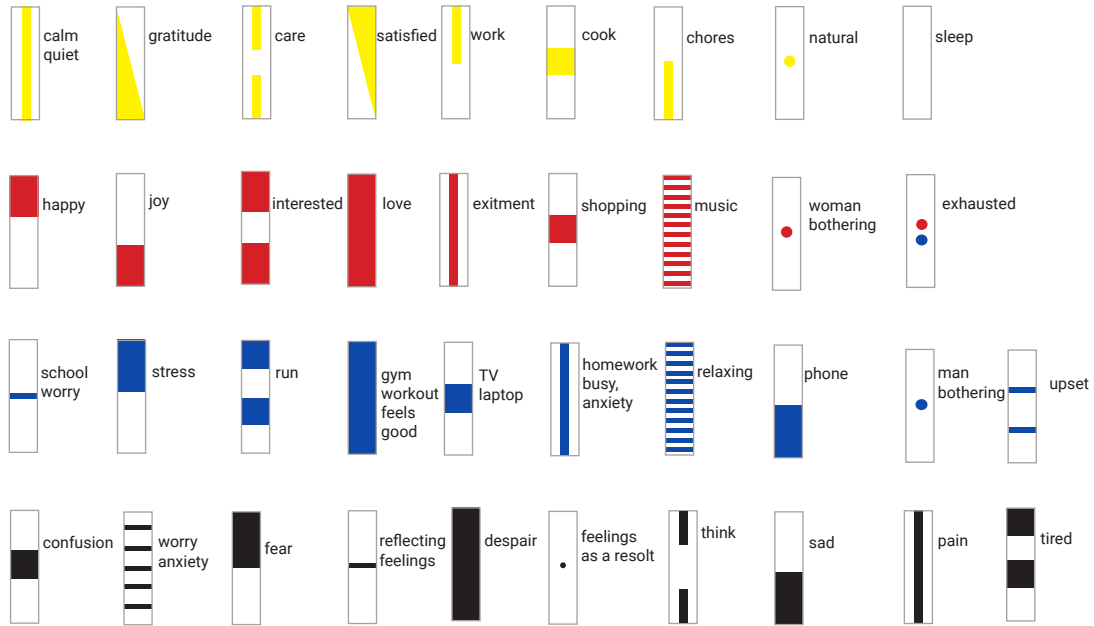 calm
quiet
gratitude
care
satisfied
work
cook
chores
natural
sleep
happy
joy
interested
love
exitment
shopping
music
woman
bothering
exhausted
school
worry
stress
run
gym
workout
feels
good
TV
laptop
homework
busy,
anxiety
relaxing
phone
man
bothering
upset
confusion
worry
anxiety
fear
reflecting
feelings
despair
feelings
as a resolt
think
sad
pain
tired